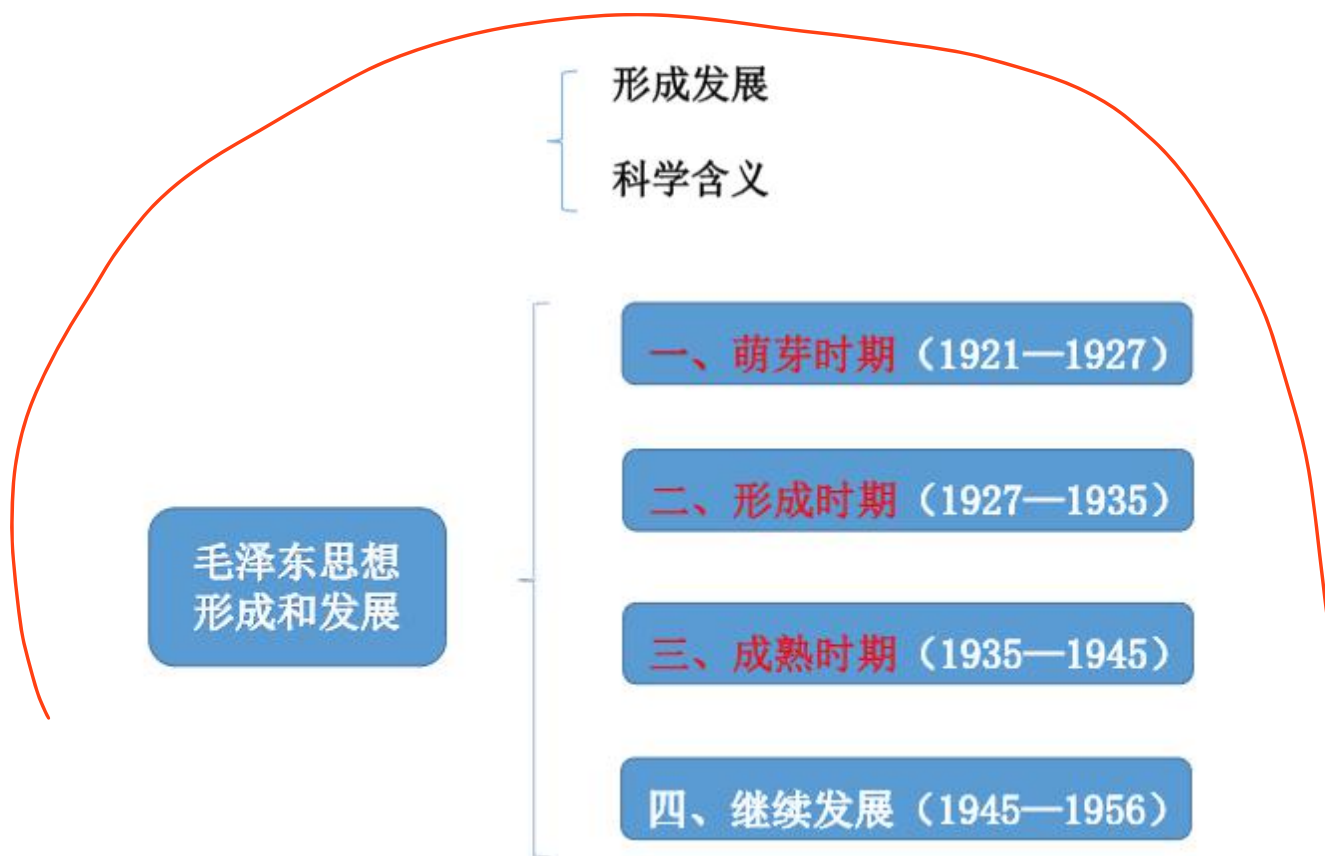 形成发展
科学含义
一、萌芽时期（1921—1927）
二、形成时期（1927—1935）
毛泽东思想
形成和发展
三、成熟时期（1935—1945）
四、继续发展（1945—1956）